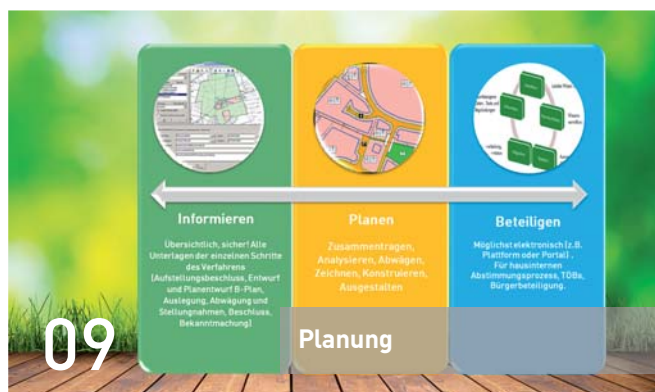 Informieren
Übersichtlich, sicher! Alle
Unterlagen der einzelnen Schritte
des Verfahrens
(Aufstellungsbeschluss, Entwurf
und Planentwurf B-Plan,
Auslegung, Abwägung und
Stellungnahmen, Beschluss,
Bekanntmachung)
Planen
Zusammentragen,
Analysieren, Abwägen,
Zeichnen, Konstruieren,
Ausgestalten
Beteiligen
Möglichst elektronisch (z.B.
Plattform oder Portal) .
Für hausinternen
Abstimmungsprozess, TÖBs,
Bürgerbeteiligung.
09
Planung